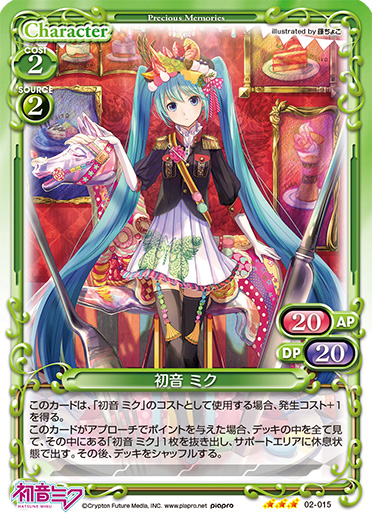 Precious Memories
Character
illustrated by ほちょこ
COST
2
SOURCE
2
20 AP
DP 20
初音 ミク
このカードは、「初音 ミク」のコストとして使用する場合、発生コスト+1
を得る。
このカードがアプローチでポイントを与えた場合、デッキの中を全て見
て、その中にある「初音 ミク」1枚を抜き出し、サポートエリアに休息状
態で出す。その後、デッキをシャッフルする。
初音ミク
HATSUNE MIKU
©Crypton Future Media, INC. www.piapro.net piapro
02-015